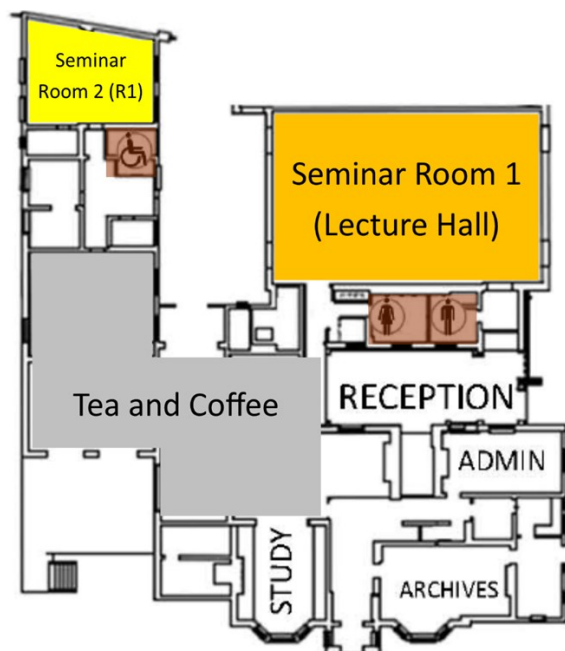 Seminar
Room 2 (R1)
Seminar Room 1
(Lecture Hall)
Tea and Coffee
RECEPTION
ADMIN
STUDY
ARCHIVES